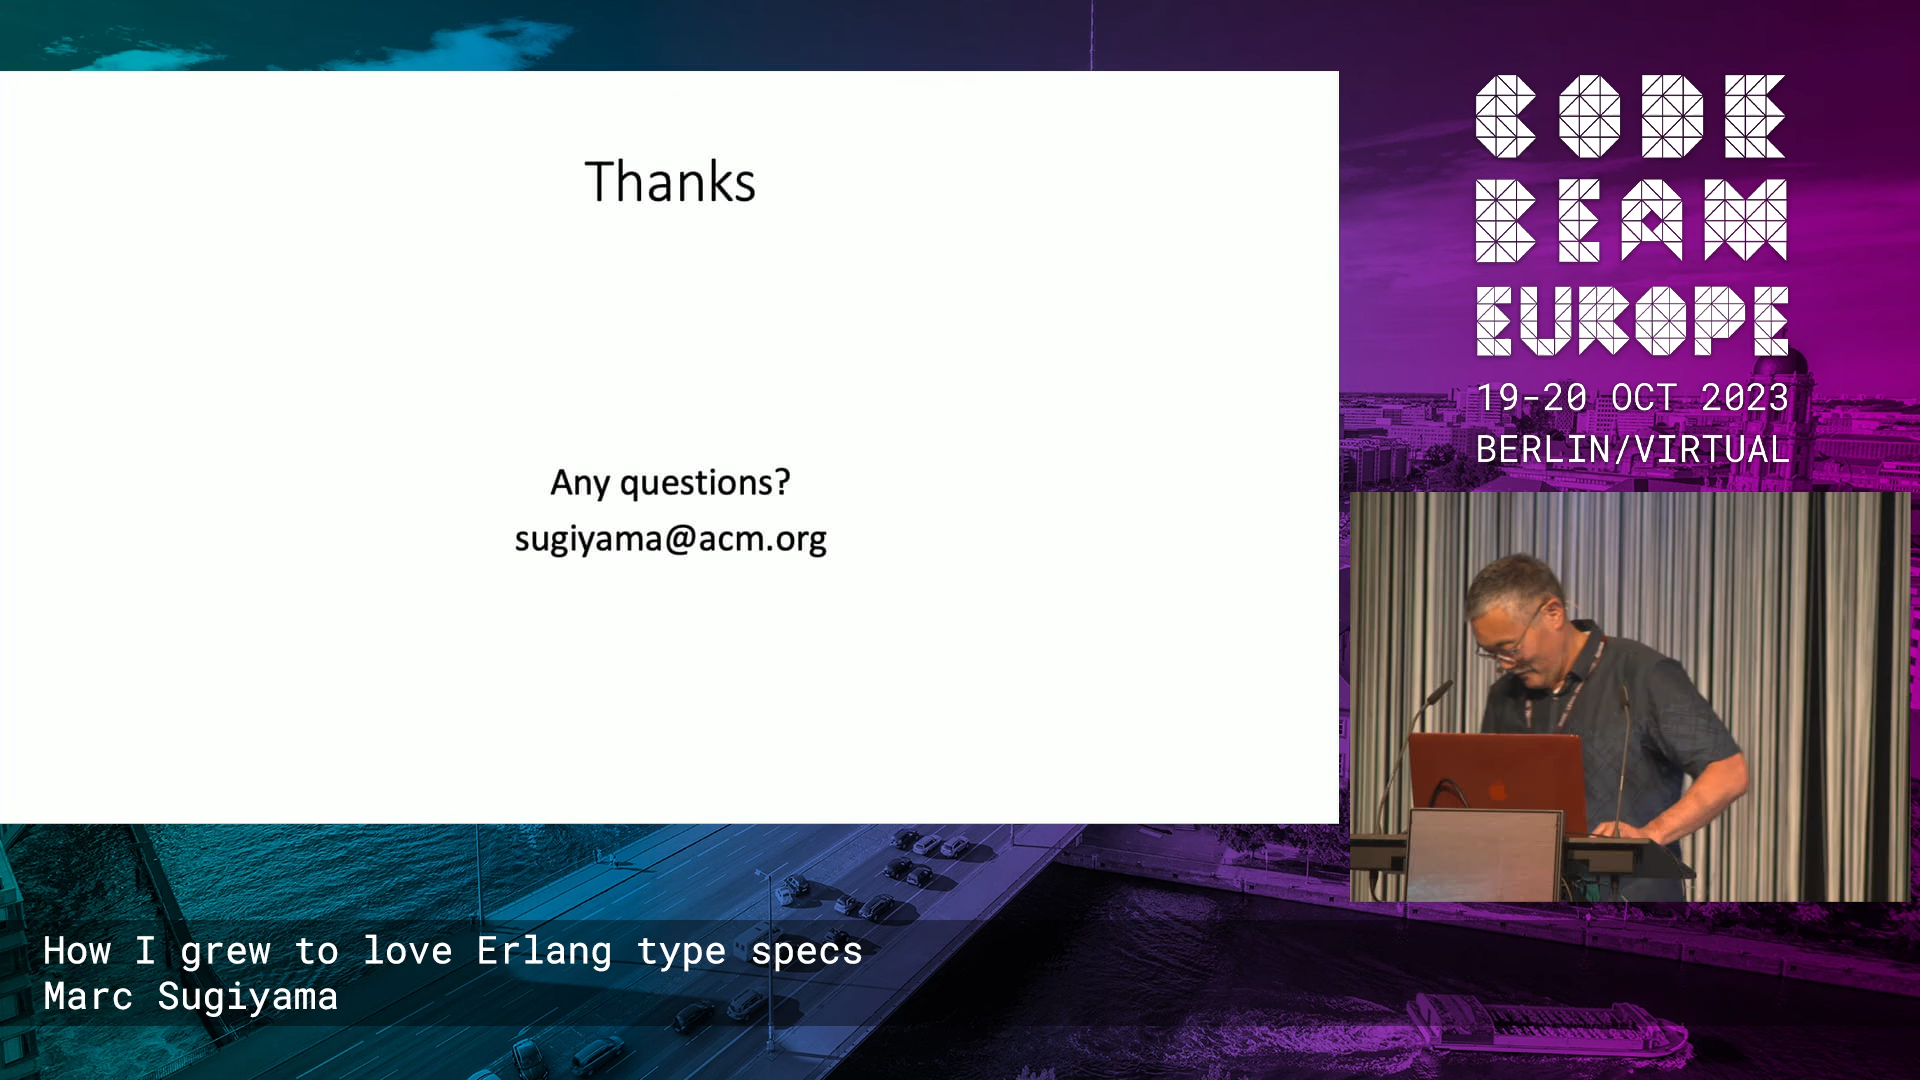 Thanks
Any questions?
sugiyama@acm.org
CODE
BEAM
EUROPE
19-20 OCT 2023
BERLIN/VIRTUAL
How I grew to love Erlang type specs
Marc Sugiyama